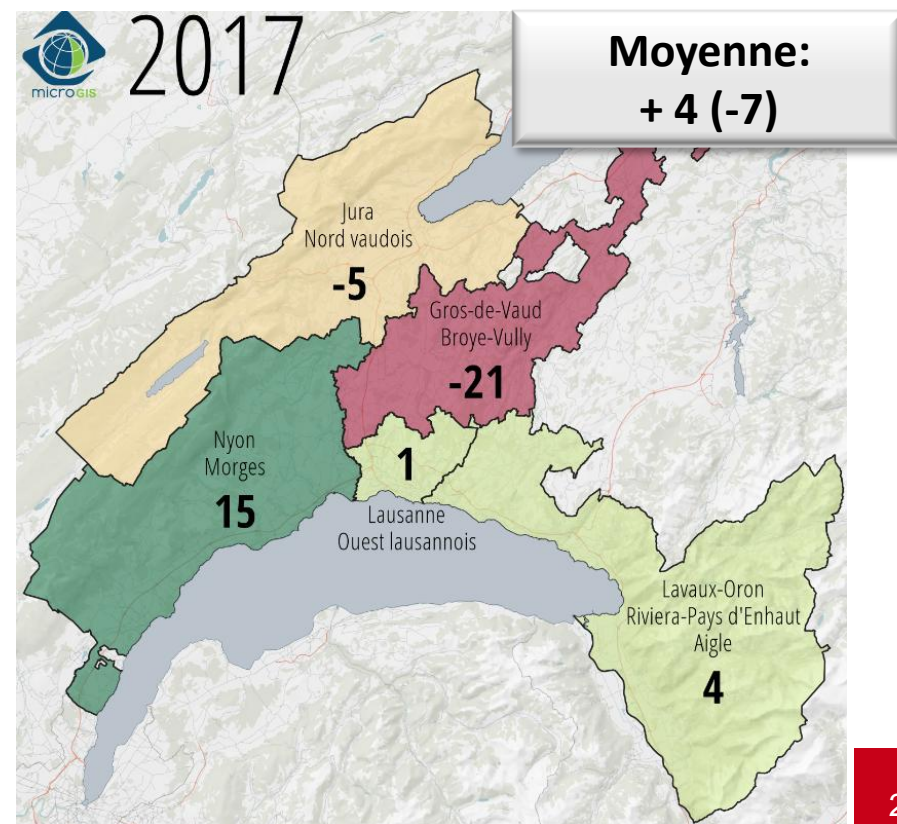 microGIS
2017
Moyenne:
+ 4 (-7)
Jura
Nord vaudois
-5
Gros-de-Vaud
Broye-Vully
-21
Nyon
Morges
15
1
Lausanne
Ouest lausannois
Lavaux-Oron
Riviera-Pays d'Enhaut
Aigle
4